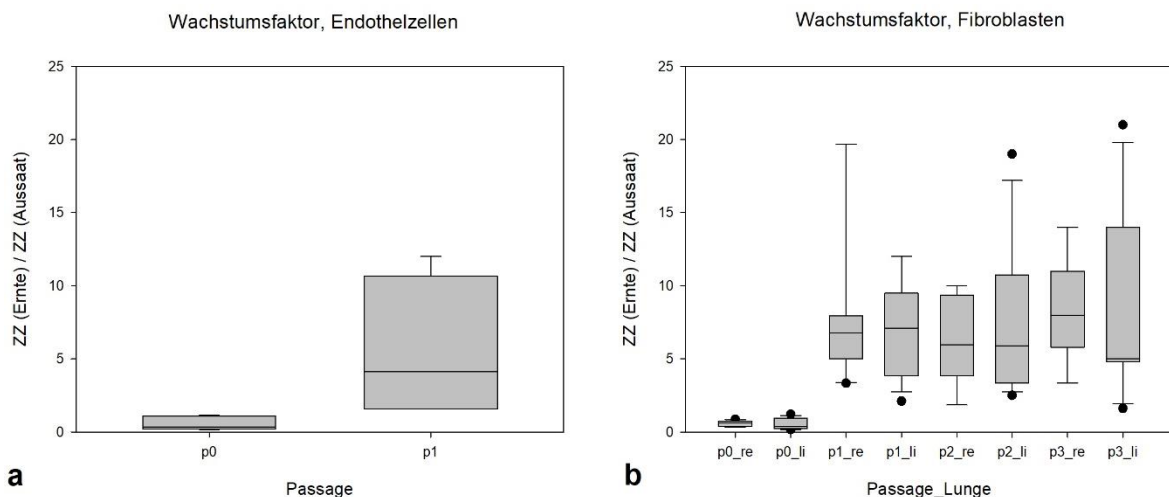 Wachstumsfaktor, Endothelzellen
25
20
15
10
5
0
ZZ (Ernte) / ZZ (Aussaat)
p0 p1
Passage
a
Wachstumsfaktor, Fibroblasten
25
20
15
10
5
0
ZZ (Ernte) / ZZ (Aussaat)
p0_re p0_li p1_re p1_li p2_re p2_li p3_re p3_li
Passage_Lunge
b